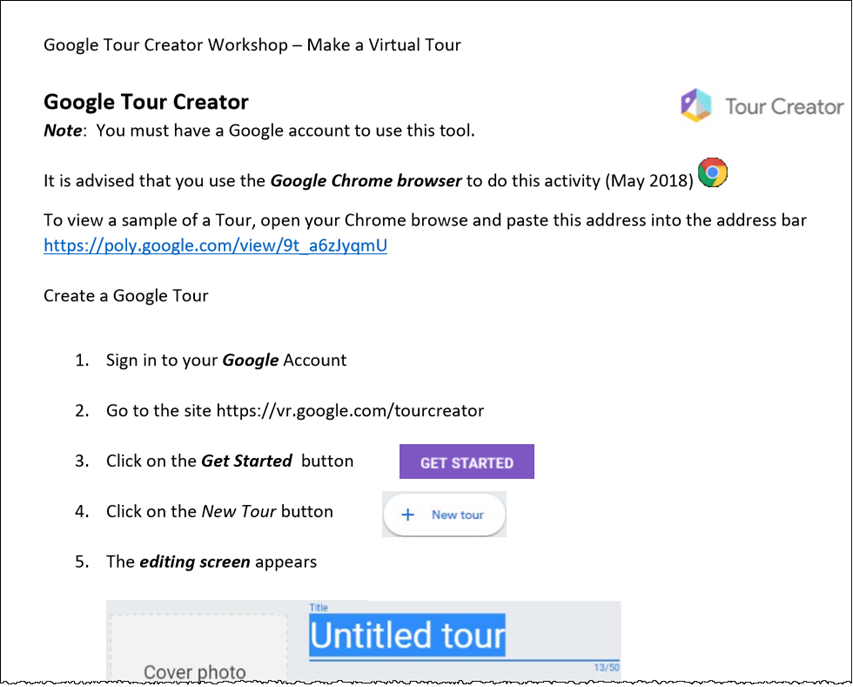 Google Tour Creator Workshop – Make a Virtual Tour
Google Tour Creator
Tour Creator
Note:  You must have a Google account to use this tool.
It is advised that you use the Google Chrome browser to do this activity (May 2018)
To view a sample of a Tour, open your Chrome browse and paste this address into the address bar
https://poly.google.com/view/9t_a6zJyqmU
Create a Google Tour
1. Sign in to your Google Account
2. Go to the site https://vr.google.com/tourcreator
3. Click on the Get Started  button
GET STARTED
4. Click on the New Tour button
+ New tour
5. The editing screen appears
Title
Untitled tour
13/50
Cover photo